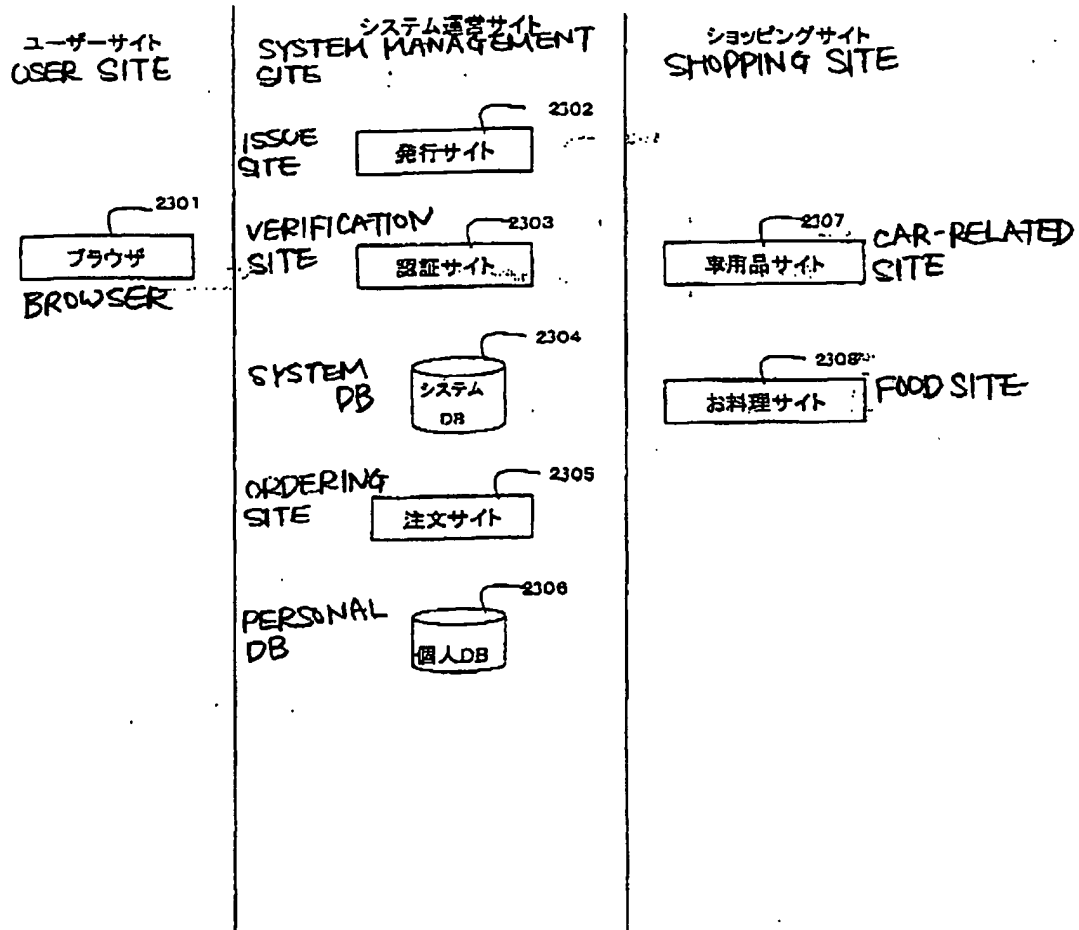 ユーザーサイト
USER SITE
システム運営サイト
SYSTEM MANAGEMENT
SITE
ショッピングサイト
SHOPPING SITE
2301
ブラウザ
BROWSER
2302
ISSUE
SITE
発行サイト
2303
VERIFICATION
SITE
認証サイト
2304
SYSTEM
DB
システム
DB
2305
ORDERING
SITE
注文サイト
2306
PERSONAL
DB
個人DB
2307
車用品サイト
CAR-RELATED
SITE
2308
お料理サイト
FOOD SITE